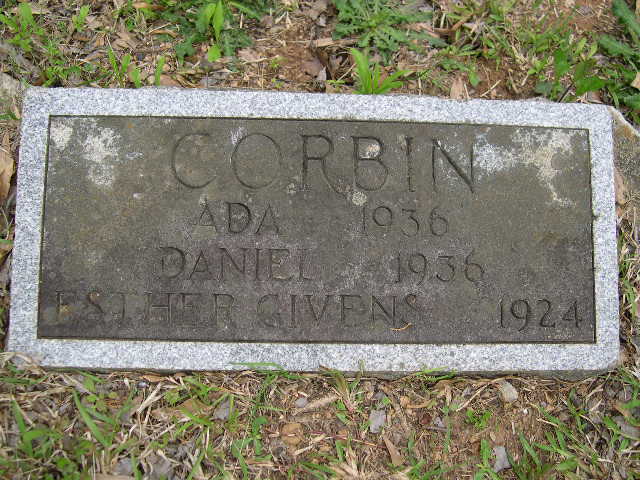 CORBIN
ADA 1936
DANIEL 1936
ESTHER GIVENS 1924